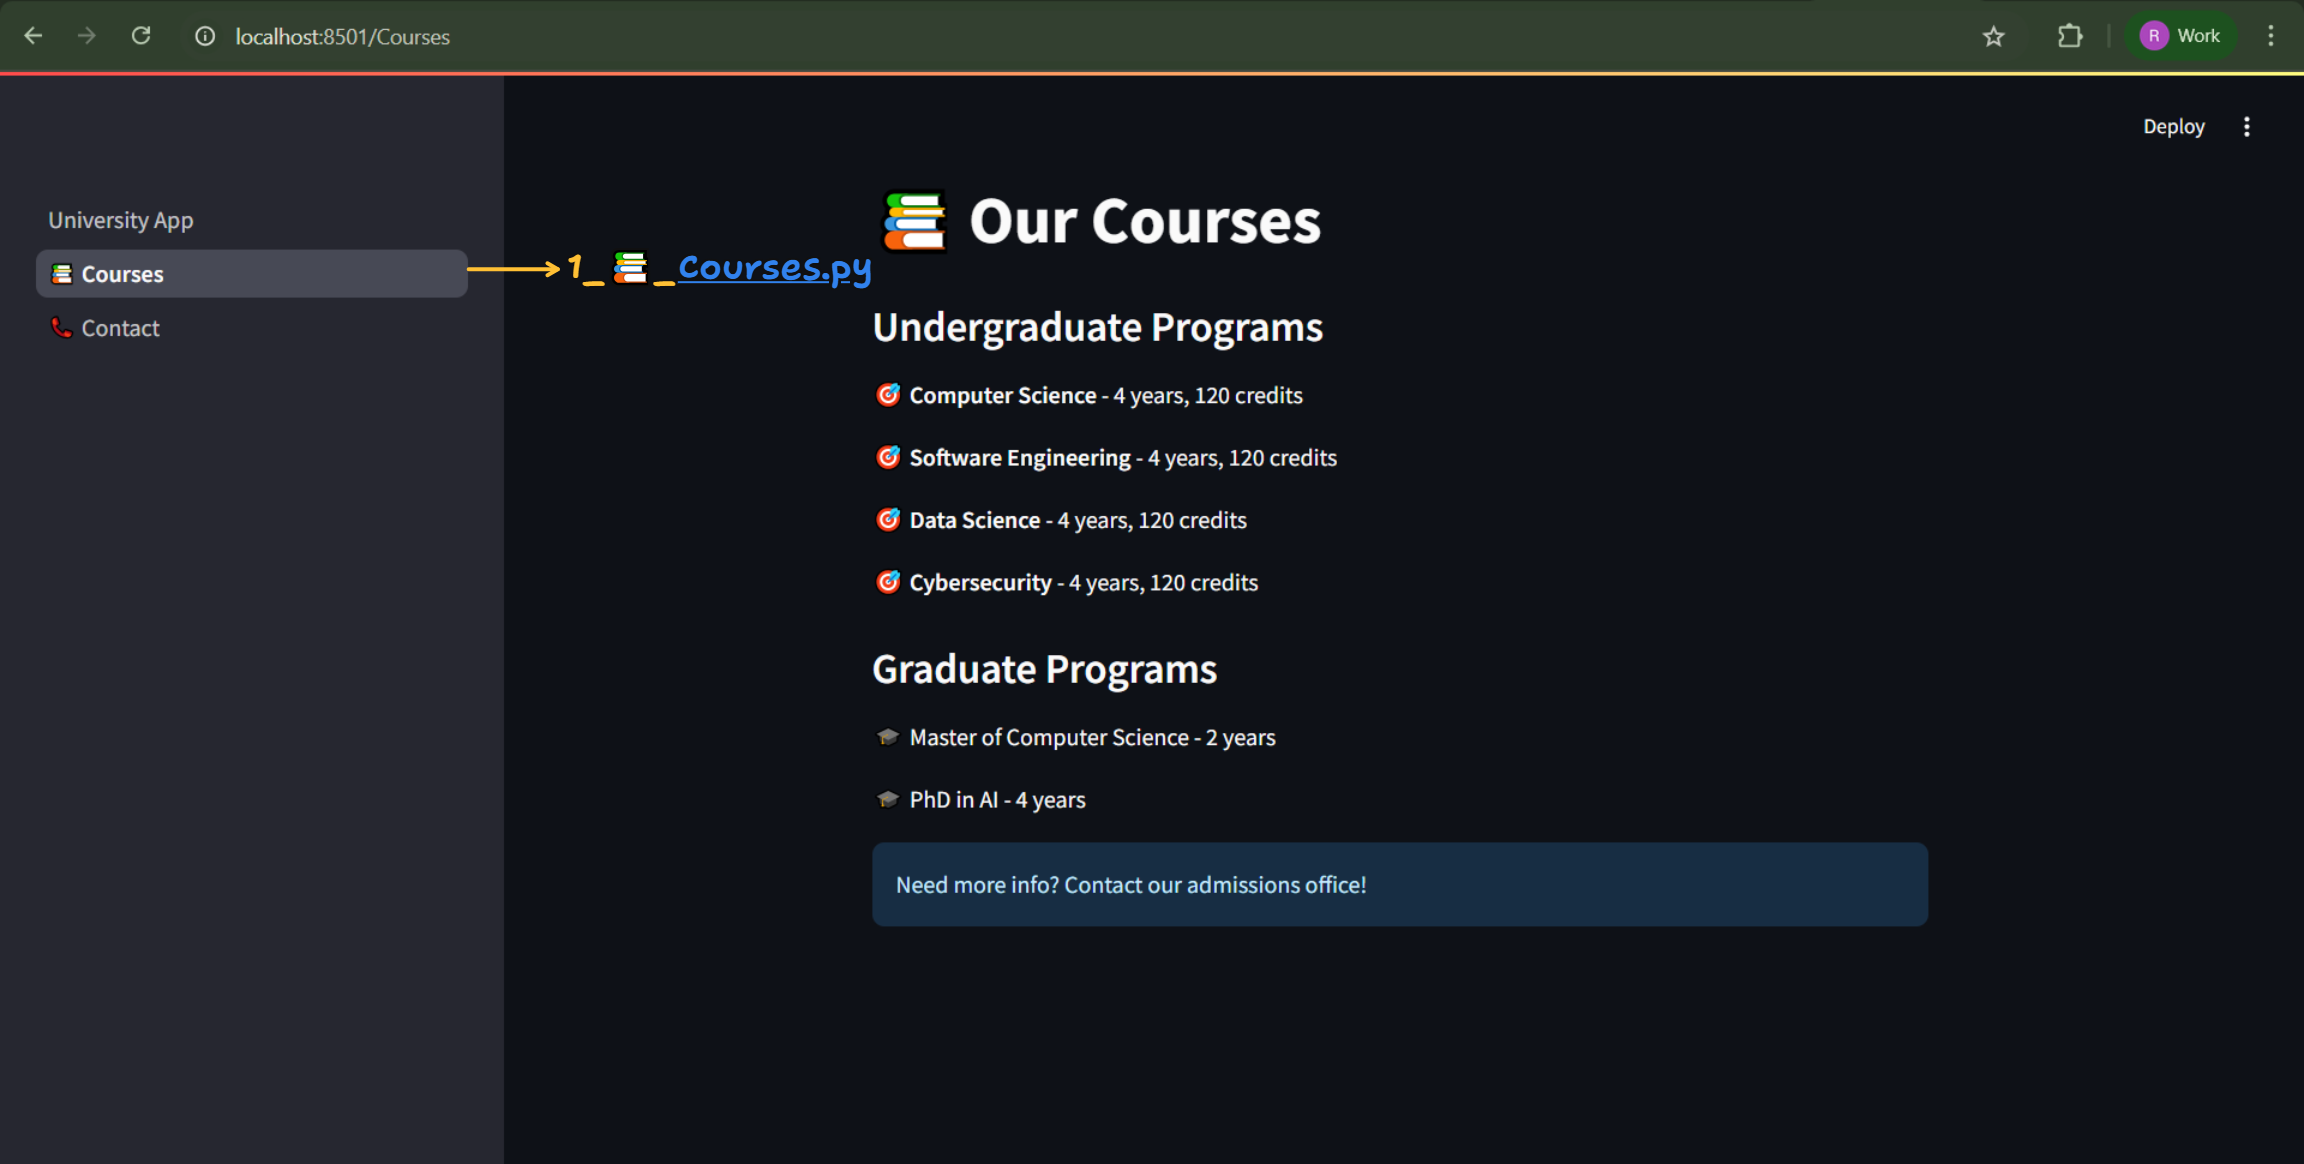 localhost:8501/Courses
R Work
Deploy
University App
📚 Courses
📞 Contact
1_📚_Courses.py
📚 Our Courses
Undergraduate Programs
🎯 Computer Science - 4 years, 120 credits
🎯 Software Engineering - 4 years, 120 credits
🎯 Data Science - 4 years, 120 credits
🎯 Cybersecurity - 4 years, 120 credits
Graduate Programs
🎓 Master of Computer Science - 2 years
🎓 PhD in AI - 4 years
Need more info? Contact our admissions office!